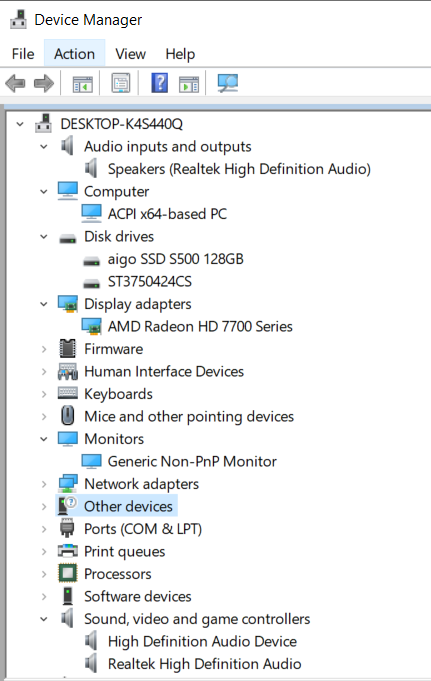 Device Manager
File Action View Help
DESKTOP-K4S440Q
Audio inputs and outputs
Speakers (Realtek High Definition Audio)
Computer
ACPI x64-based PC
Disk drives
aigo SSD S500 128GB
ST3750424CS
Display adapters
AMD Radeon HD 7700 Series
Firmware
Human Interface Devices
Keyboards
Mice and other pointing devices
Monitors
Generic Non-PnP Monitor
Network adapters
Other devices
Ports (COM & LPT)
Print queues
Processors
Software devices
Sound, video and game controllers
High Definition Audio Device
Realtek High Definition Audio